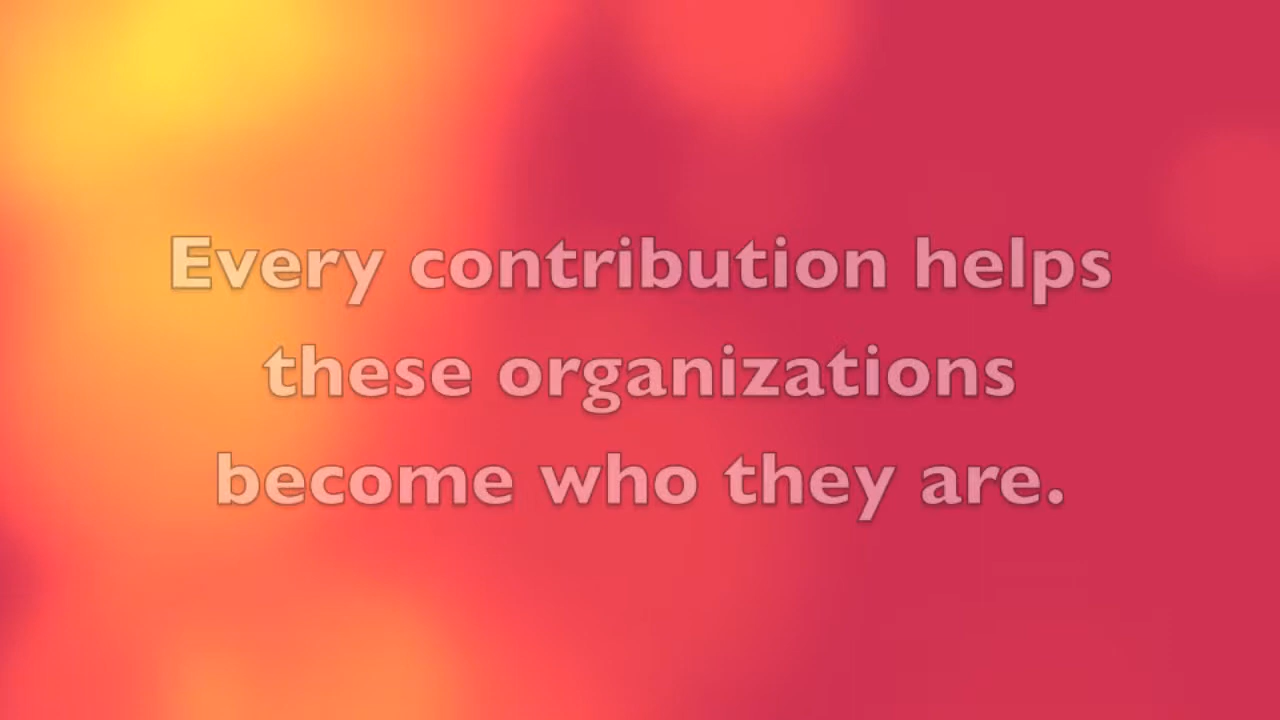 Every contribution helps
these organizations
become who they are.